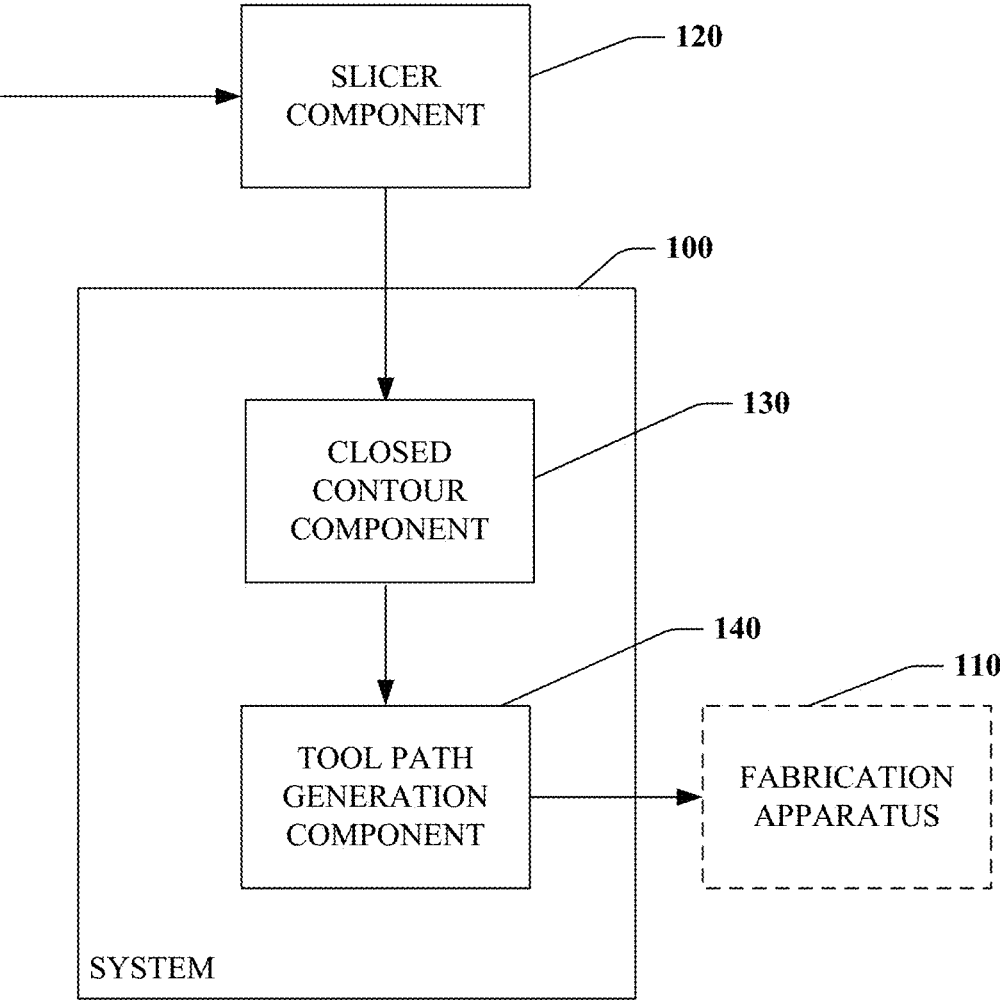 120
SLICER
COMPONENT
100
130
CLOSED
CONTOUR
COMPONENT
140
110
TOOL PATH
GENERATION
COMPONENT
FABRICATION
APPARATUS
SYSTEM